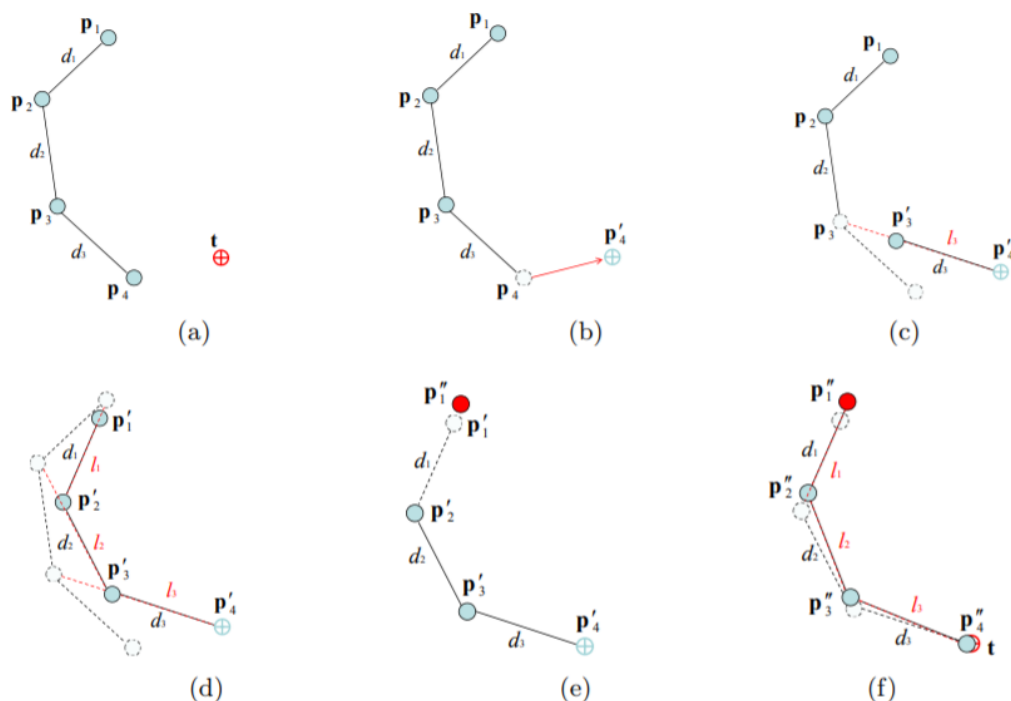 p₁
d₁
p₂
d₂
p₃
d₃
p₄
t
(a)
p₁
d₁
p₂
d₂
p₃
d₃
p₄
p′₄
(b)
p₁
d₁
p₂
d₂
p₃
p′₃
l₃
d₃
p′₄
(c)
p′₁
d₁
l₁
p′₂
d₂
l₂
p′₃
l₃
d₃
p′₄
(d)
p″₁
p′₁
d₁
p′₂
d₂
p′₃
d₃
p′₄
(e)
p″₁
d₁
l₁
p″₂
d₂
l₂
p″₃
l₃
d₃
p″₄
t
(f)